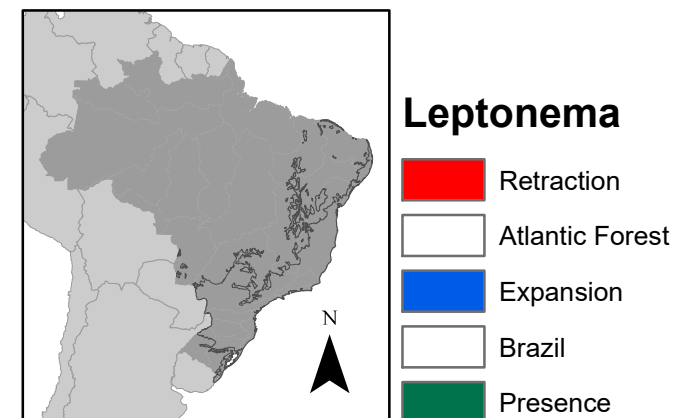 Leptonema
Retraction
Atlantic Forest
Expansion
Brazil
Presence
N